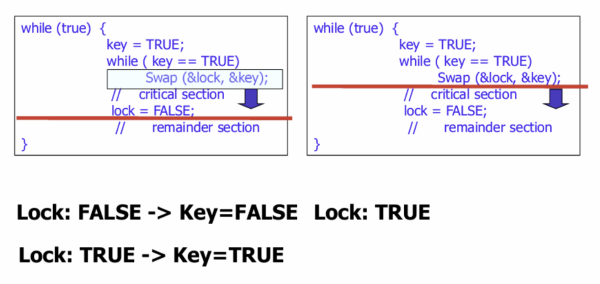 while (true)  {
key = TRUE;
while ( key == TRUE)
Swap (&lock, &key);
//    critical section
lock = FALSE;
//      remainder section
}
while (true)  {
key = TRUE;
while ( key == TRUE)
Swap (&lock, &key);
//    critical section
lock = FALSE;
//      remainder section
}
Lock: FALSE -> Key=FALSE  Lock: TRUE
Lock: TRUE -> Key=TRUE